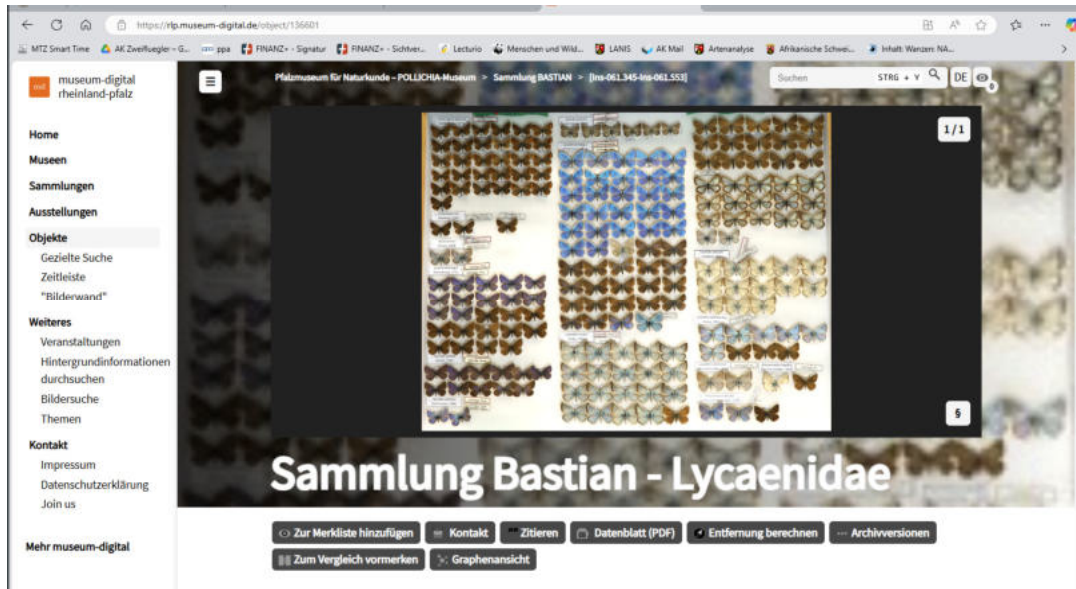 https://rlp.museum-digital.de/object/136601
MTZ Smart Time
AK Zweifluegler – G...
ppa
FINANZ+ - Signatur
FINANZ+ - Sichtver...
Lecturio
Menschen und Wild...
LANIS
AK Mail
Artenanalyse
Afrikanische Schwei...
Inhalt: Wanzen: NA...
museum-digital
rheinland-pfalz
Pfalzmuseum für Naturkunde – POLLICHIA-Museum > Sammlung BASTIAN > [Ins-061.345-Ins-061.553]
Suchen
STRG + Y
DE
0
1/1
Home
Museen
Sammlungen
Ausstellungen
Objekte
Gezielte Suche
Zeitleiste
"Bilderwand"
Weiteres
Veranstaltungen
Hintergrundinformationen
durchsuchen
Bildersuche
Themen
Kontakt
Impressum
Datenschutzerklärung
Join us
Mehr museum-digital
§
Sammlung Bastian - Lycaenidae
Zur Merkliste hinzufügen
Kontakt
Zitieren
Datenblatt (PDF)
Entfernung berechnen
Archivversionen
Zum Vergleich vormerken
Graphenansicht